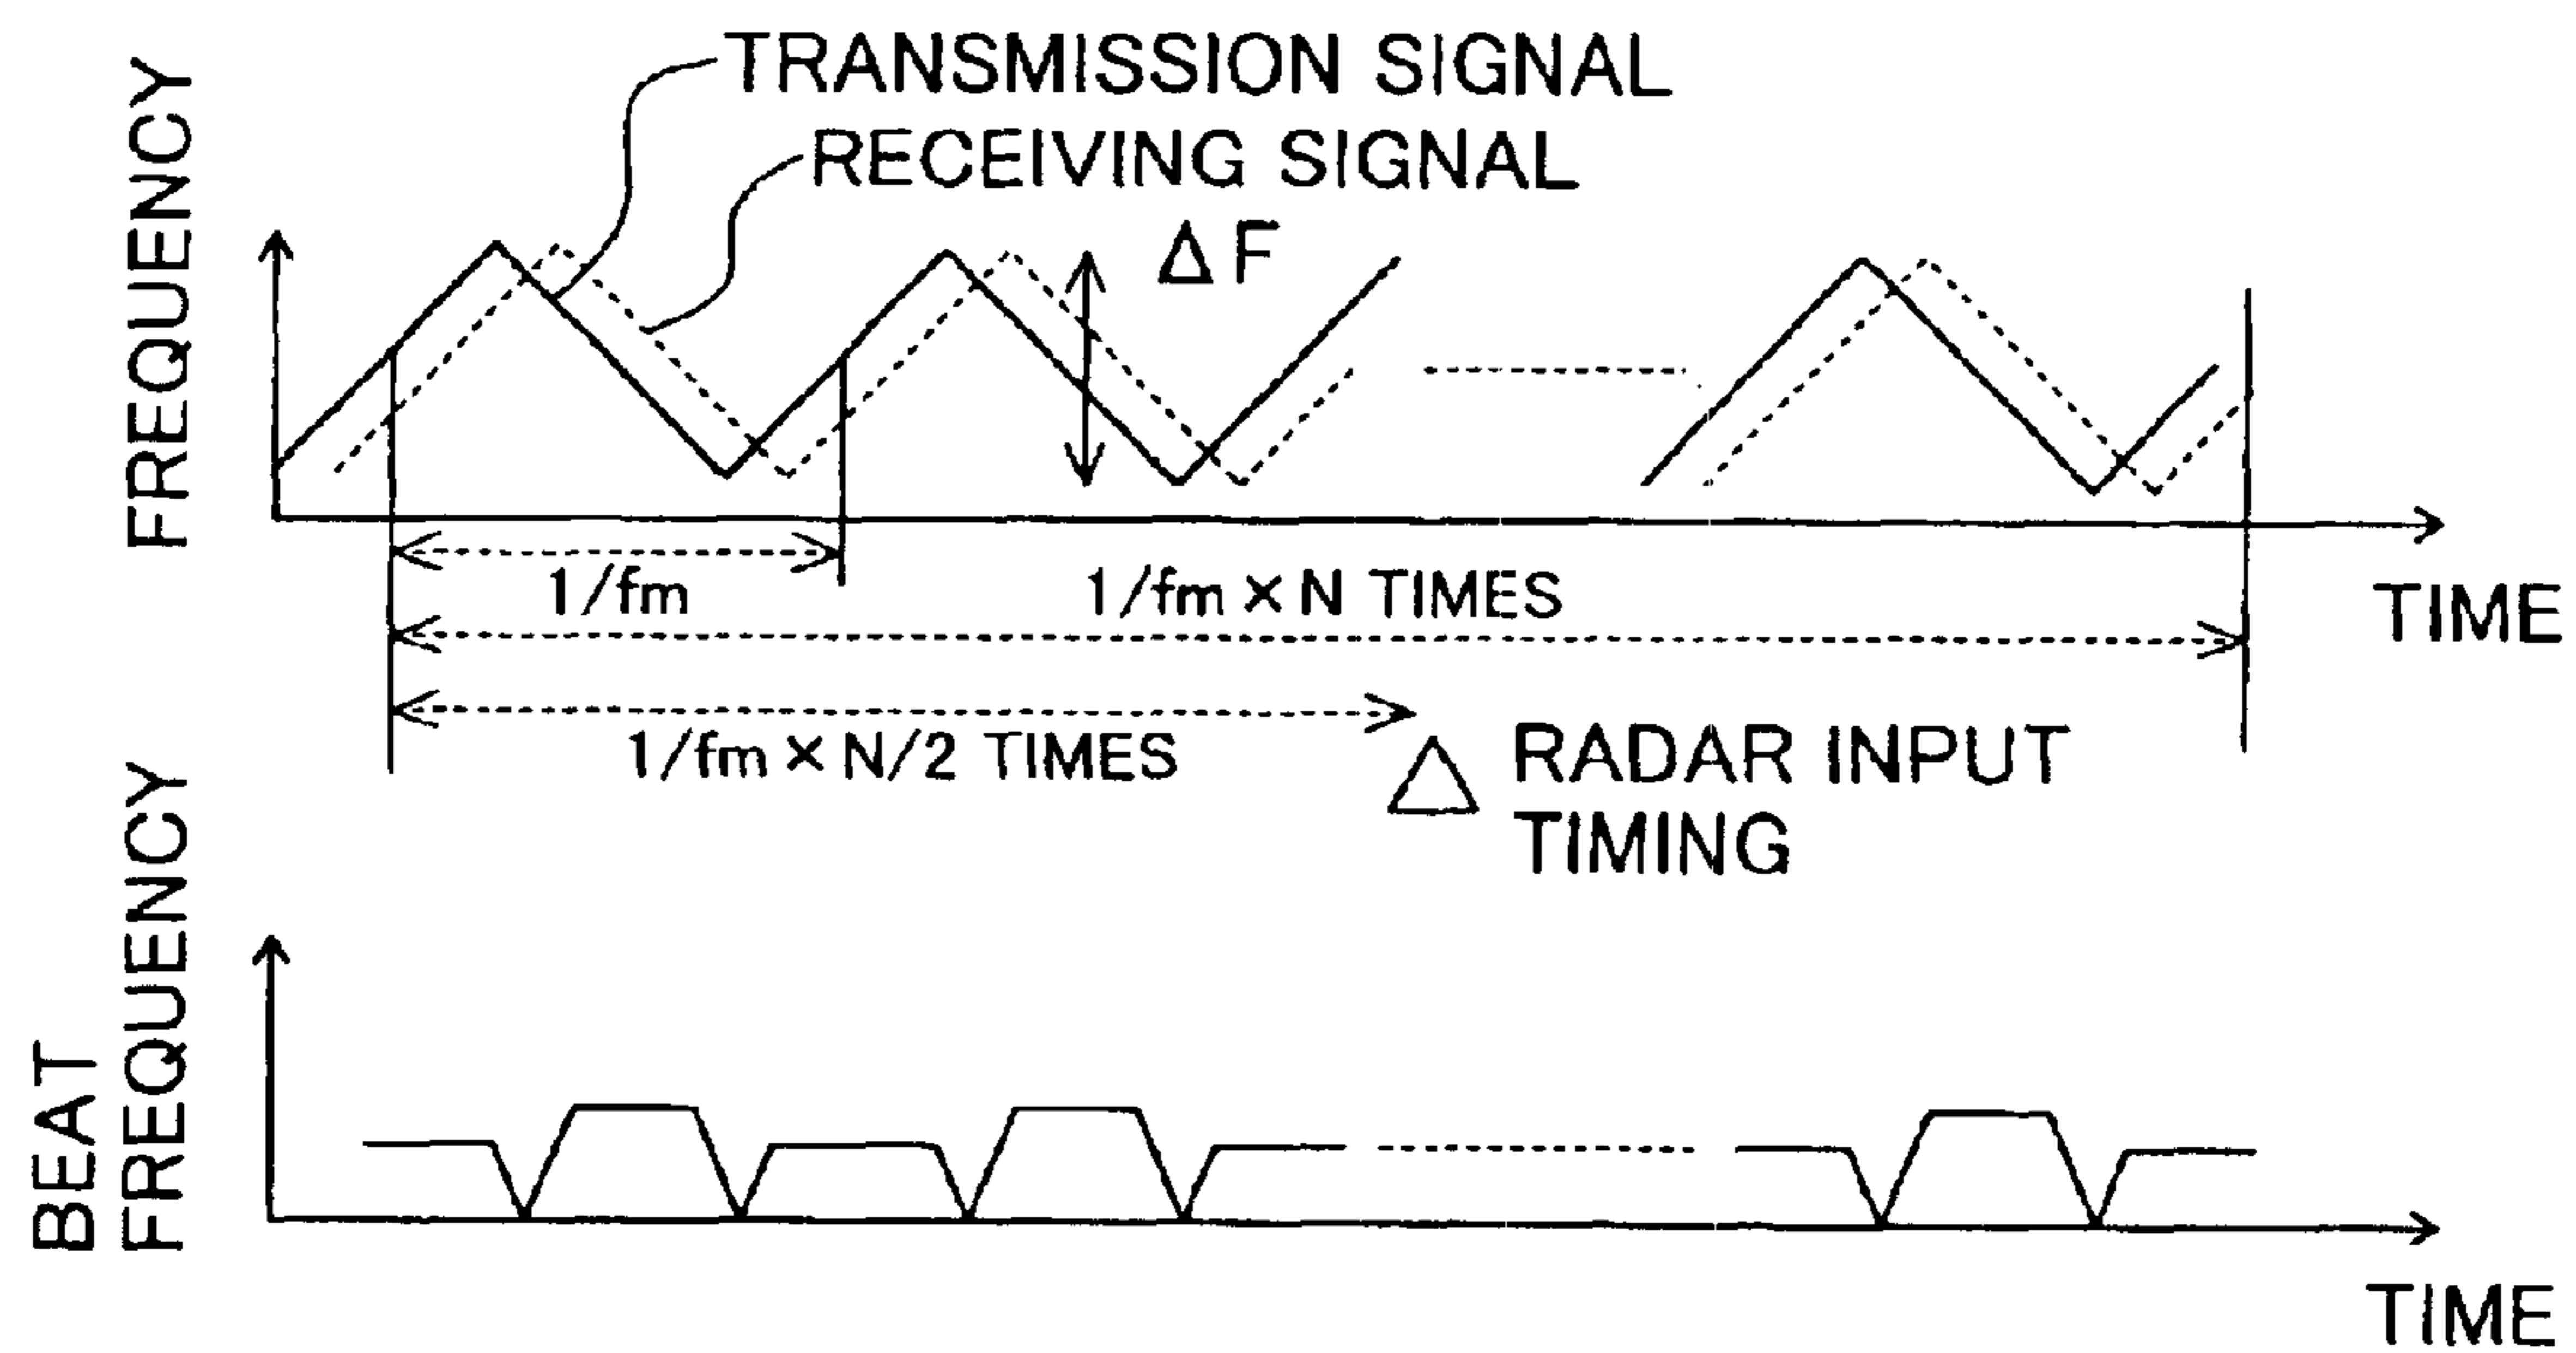 TRANSMISSION SIGNAL
RECEIVING SIGNAL
FREQUENCY
Δ F
1/fm
1/fm × N TIMES
TIME
1/fm × N/2 TIMES
△ RADAR INPUT
TIMING
BEAT
FREQUENCY
TIME